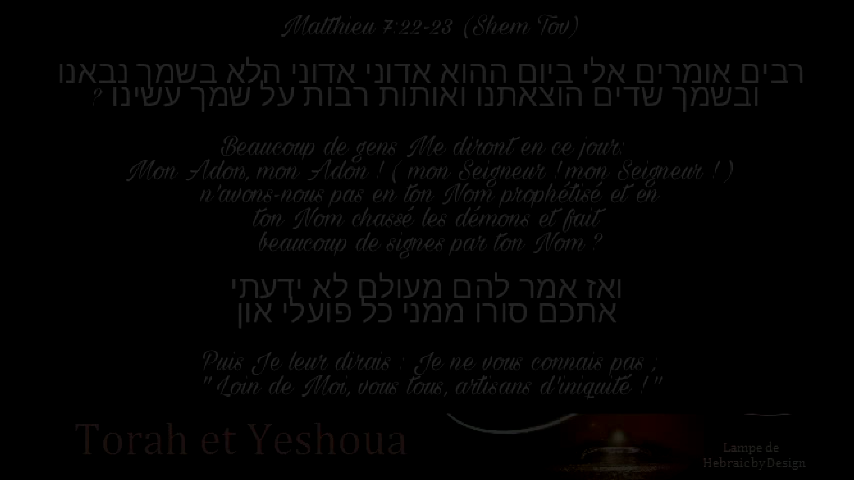 Matthieu 7:22-23 (Shem Tov)
רבים אומרים אלי ביום ההוא אדוני אדוני הלא בשמך נבאנו
ובשמך שדים הוצאתנו ואותות רבות על שמך עשינו ?
Beaucoup de gens Me diront en ce jour:
Mon Adon, mon Adon ! ( mon Seigneur ! mon Seigneur ! )
n'avons-nous pas en ton Nom prophétisé et en
ton Nom chassé les démons et fait
beaucoup de signes par ton Nom ?
ואז אמר להם מעולם לא ידעתי
אתכם סורו ממני כל פועלי און
Puis Je leur dirais : Je ne vous connais pas ;
"Loin de Moi, vous tous, artisans d'iniquité ! "
Torah et Yeshoua
Lampe de
HebraicbyDesign